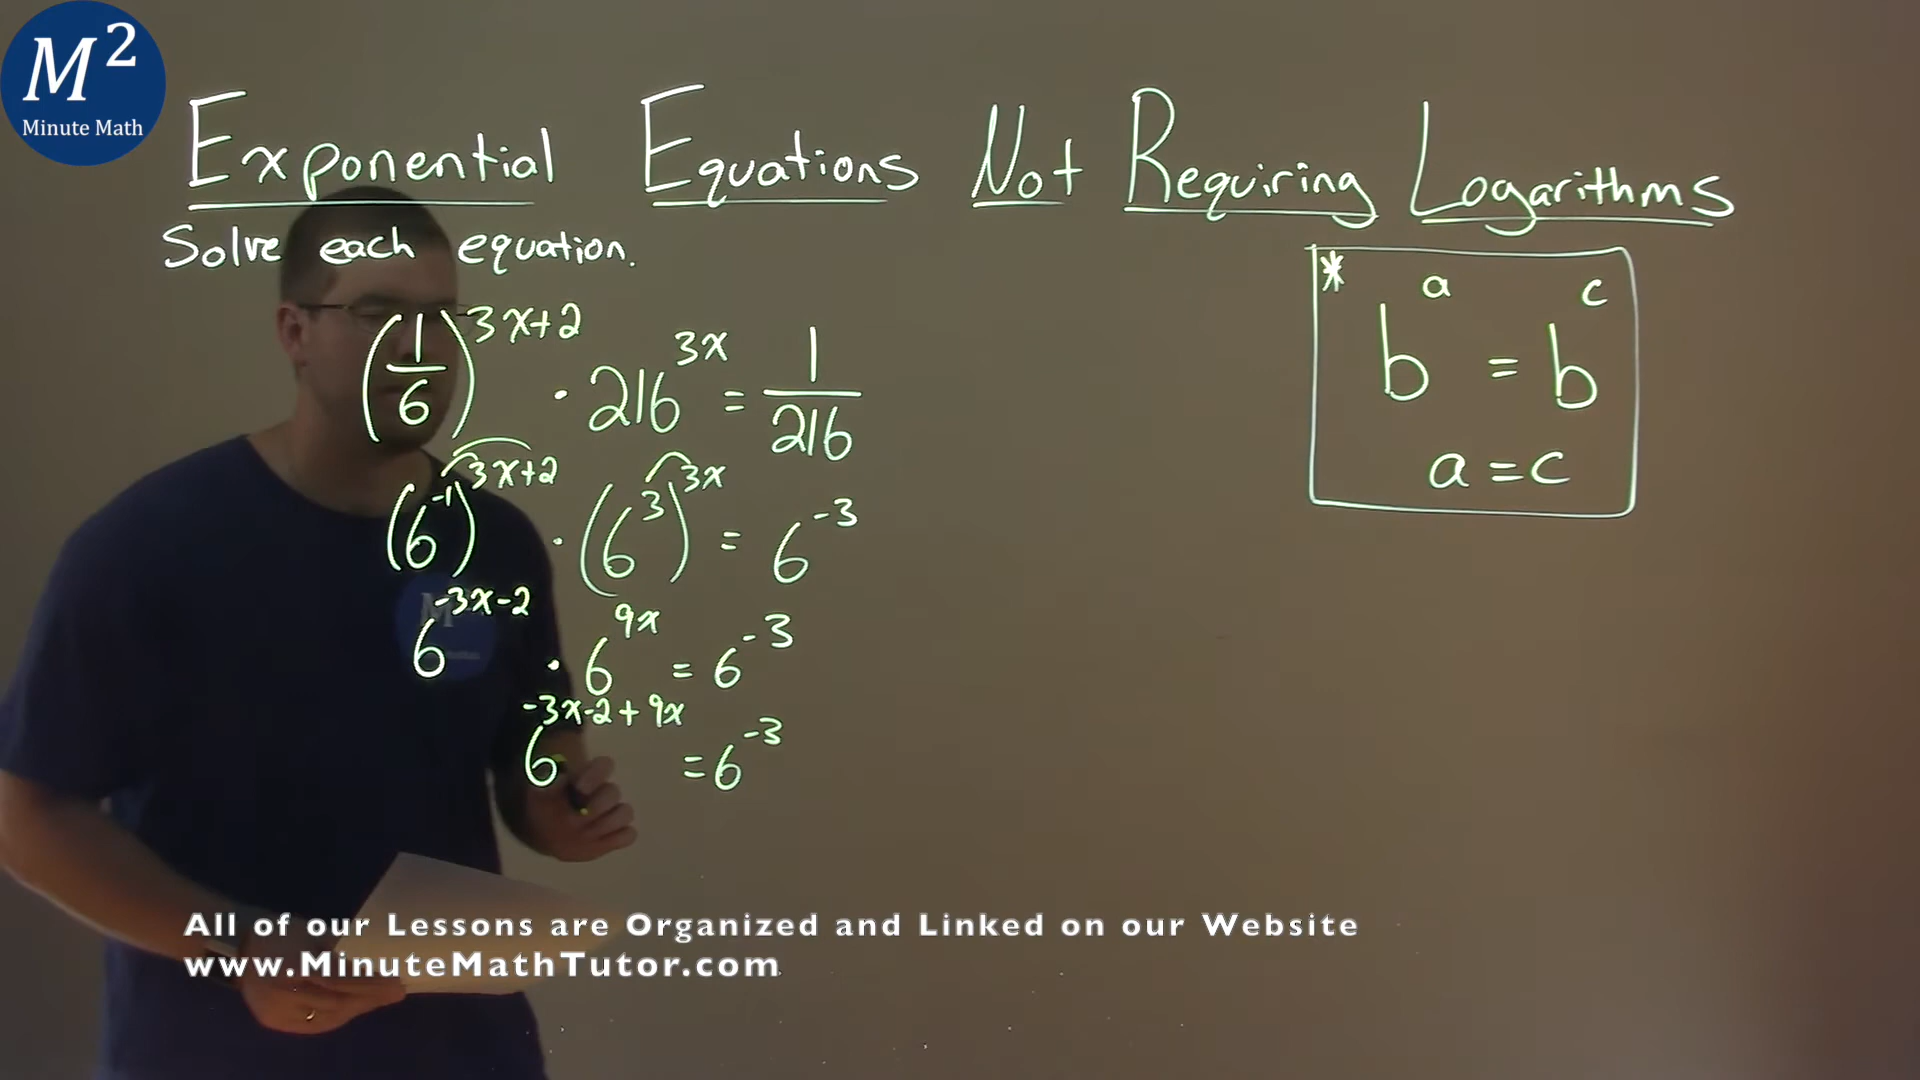 M²
Minute Math
Exponential Equations Not Requiring Logarithms
Solve each equation.
(1/6)^(3x+2) · 216^(3x) = 1/216
(6^(-1))^(3x+2) · (6^3)^(3x) = 6^(-3)
6^(-3x-2) · 6^(9x) = 6^(-3)
6^(-3x-2+9x) = 6^(-3)
* b^a = b^c
a = c
All of our Lessons are Organized and Linked on our Website
www.MinuteMathTutor.com